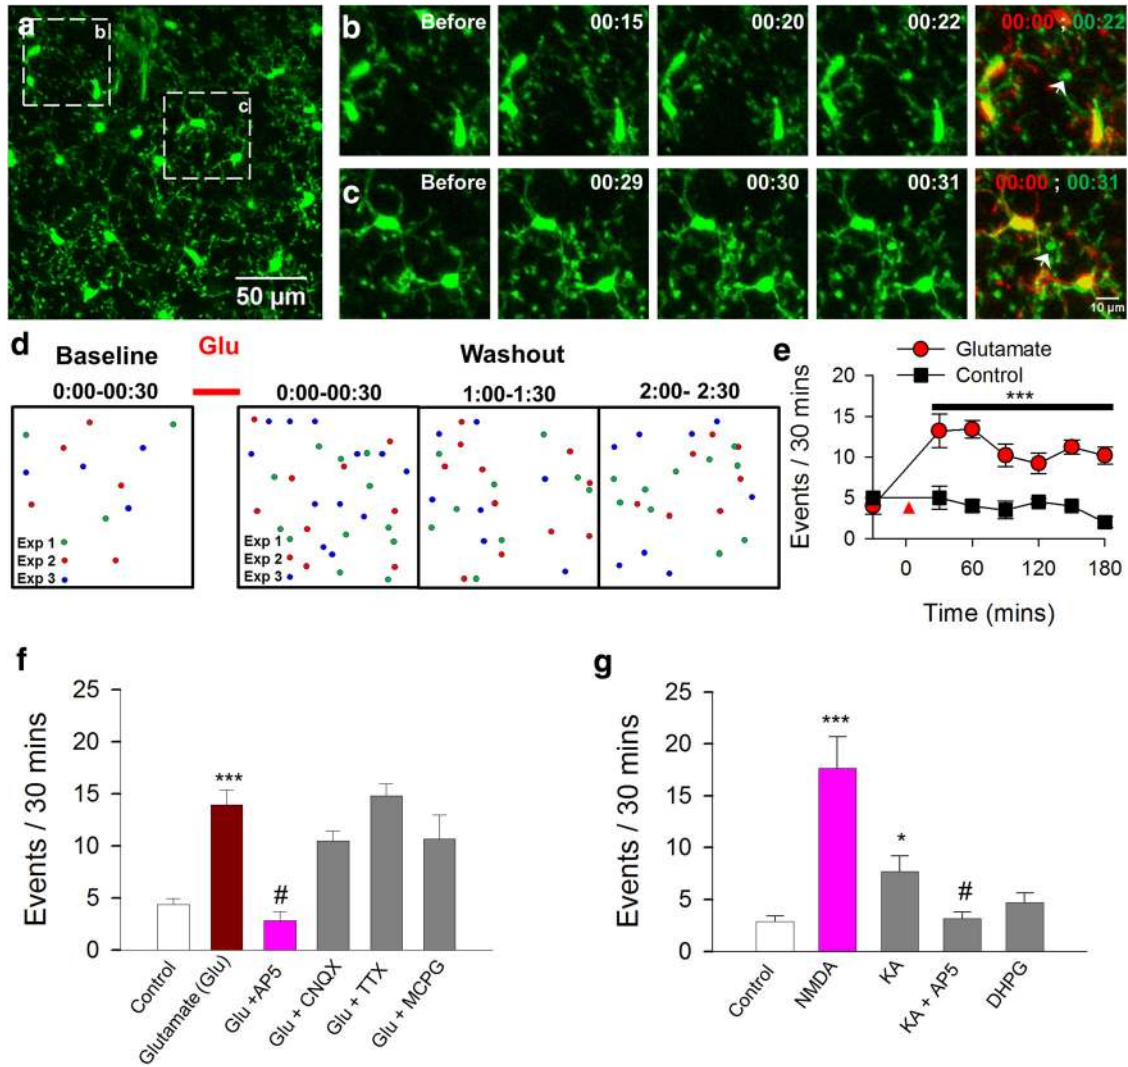 a
b
c
50 µm
b
Before
00:15
00:20
00:22
00:00 ; 00:22
c
Before
00:29
00:30
00:31
00:00 ; 00:31
10 µm
d
Baseline
Glu
Washout
0:00-00:30
0:00-00:30
1:00-1:30
2:00- 2:30
Exp 1
Exp 2
Exp 3
Exp 1
Exp 2
Exp 3
e
Glutamate
Control
***
Events / 30 mins
20
15
10
5
0
0
60
120
180
Time (mins)
f
Events / 30 mins
25
20
15
10
5
0
***
#
Control
Glutamate (Glu)
Glu +AP5
Glu + CNQX
Glu + TTX
Glu + MCPG
g
Events / 30 mins
25
20
15
10
5
0
***
*
#
Control
NMDA
KA
KA + AP5
DHPG